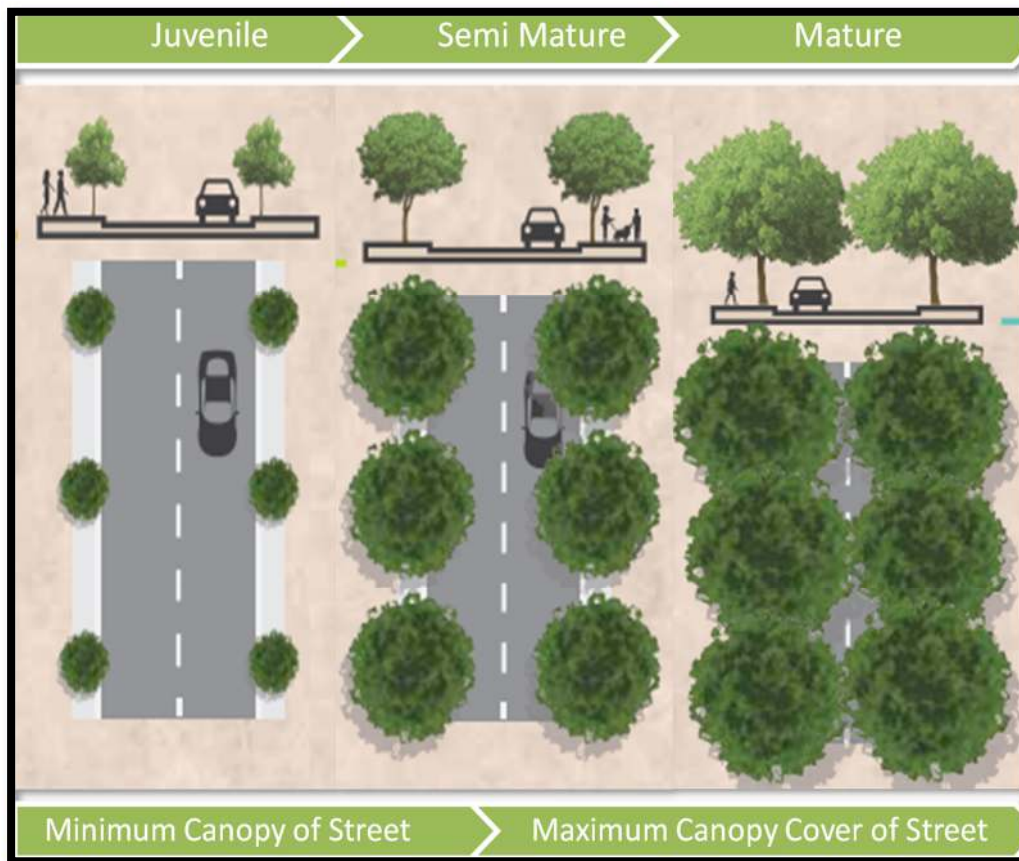 Juvenile
Semi Mature
Mature
Minimum Canopy of Street
Maximum Canopy Cover of Street